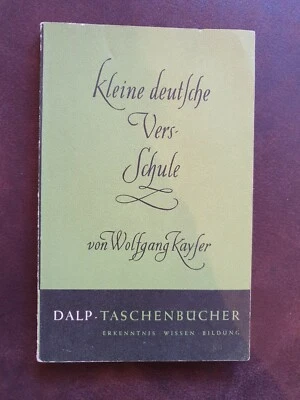 kleine deutſche
Vers-
Schule
von Wolfgang Kayſer
DALP-TASCHENBÜCHER
ERKENNTNIS WISSEN BILDUNG